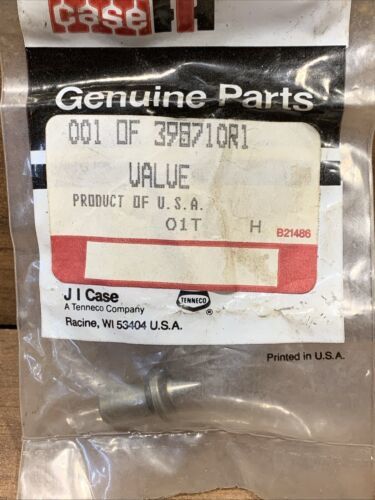 case IH
Genuine Parts
001 OF 398710R1
VALVE
PRODUCT OF U.S.A.
01T H
B21486
J I Case
A Tenneco Company
Racine, WI 53404 U.S.A.
TENNECO
®
Printed in U.S.A.